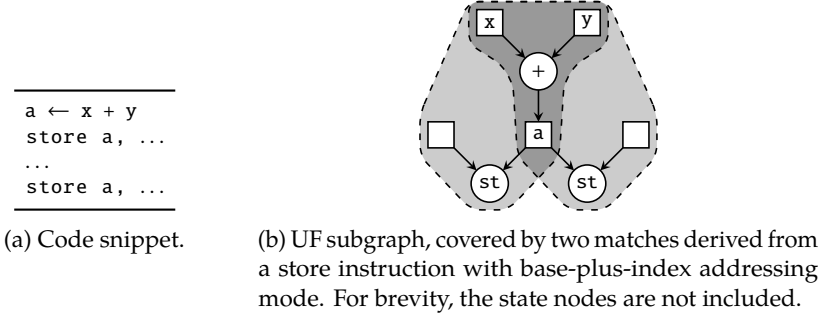 x
y
+
a ← x + y
store a, ...
...
store a, ...
a
st
st
(a) Code snippet.
(b) UF subgraph, covered by two matches derived from
a store instruction with base-plus-index addressing
mode. For brevity, the state nodes are not included.